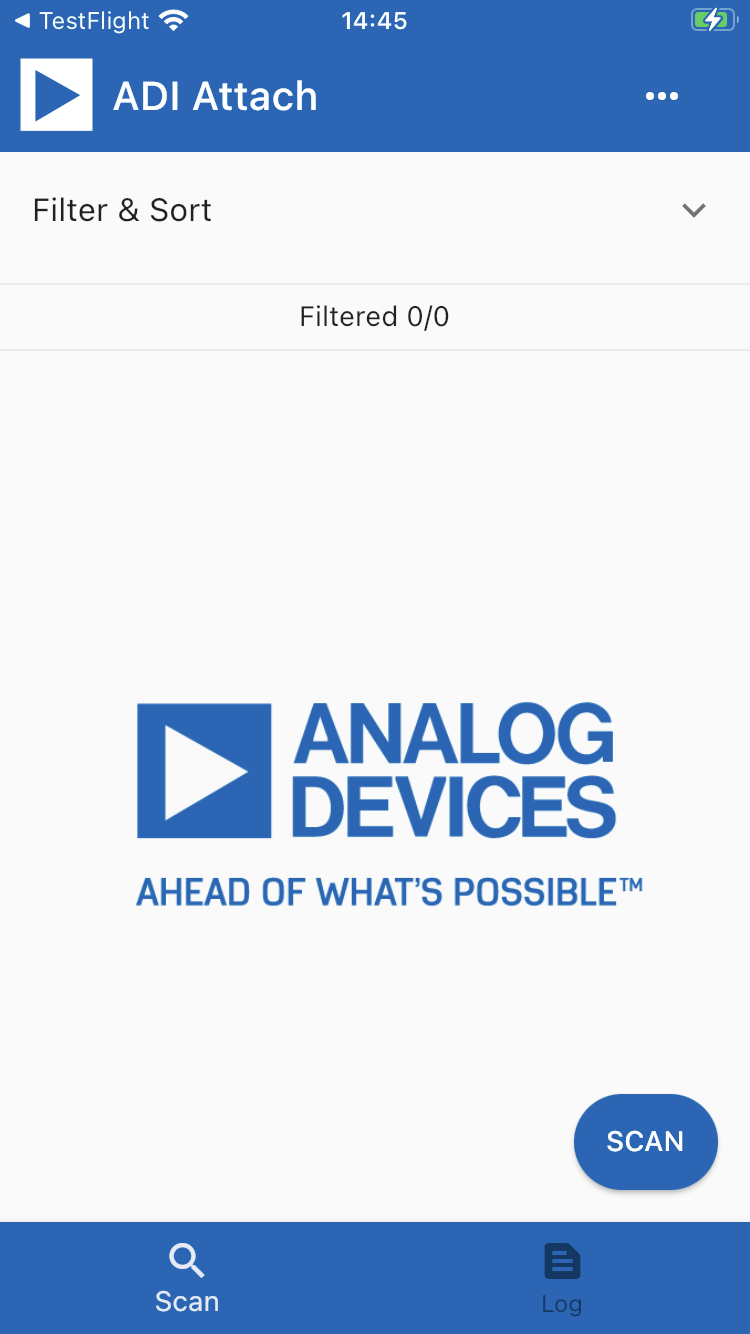 TestFlight
14:45
ADI Attach
Filter & Sort
Filtered 0/0
ANALOG
DEVICES
AHEAD OF WHAT'S POSSIBLE™
SCAN
Scan
Log